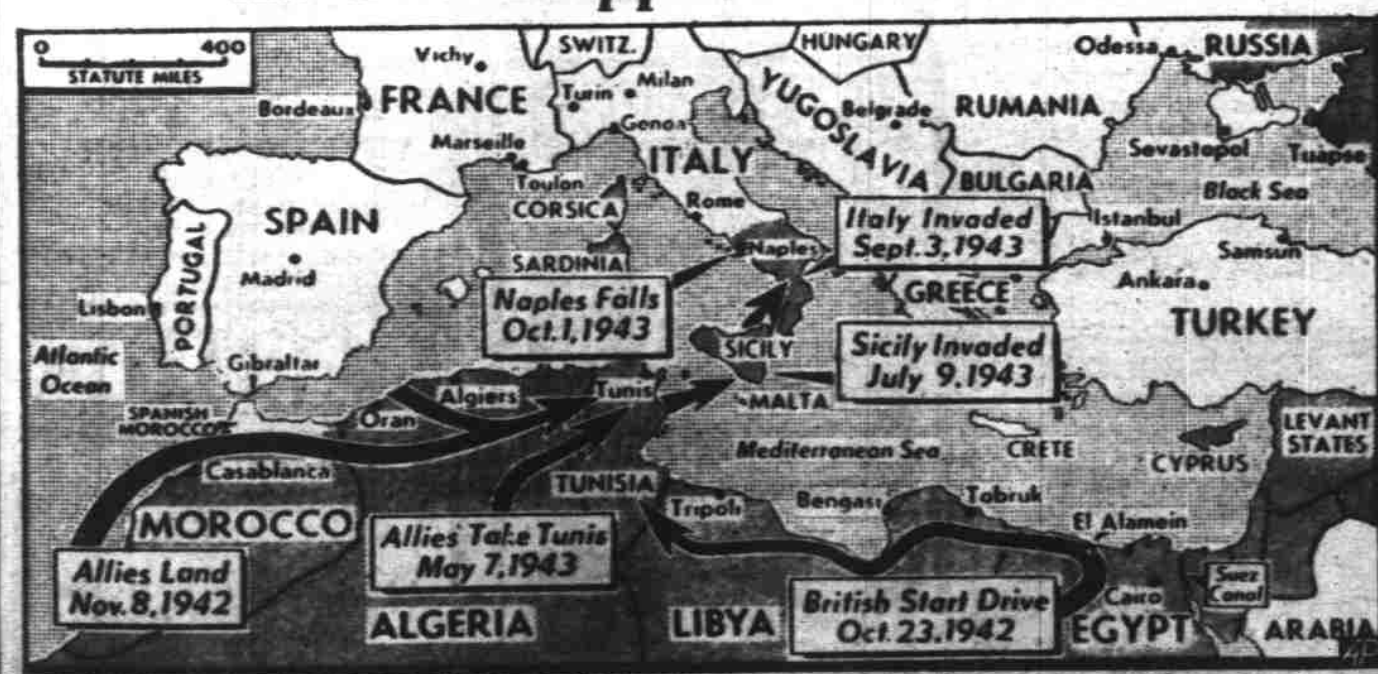 0 400
STATUTE MILES
Vichy
SWITZ.
HUNGARY
Odessa
RUSSIA
Bordeaux
FRANCE
Turin
Milan
YUGOSLAVIA
Belgrade
RUMANIA
Genoa
Marseille
ITALY
Sevastopol
Tuapse
Toulon
CORSICA
BULGARIA
Black Sea
SPAIN
Rome
Italy Invaded
Sept. 3, 1943
Istanbul
PORTUGAL
Naples
Samsun
Madrid
SARDINIA
Ankara
Lisbon
Naples Falls
Oct. 1, 1943
GREECE
TURKEY
Atlantic
Ocean
Gibraltar
SICILY
Sicily Invaded
July 9, 1943
Algiers
Tunis
MALTA
SPANISH
MOROCCO
Oran
LEVANT
STATES
Mediterranean Sea
CRETE
CYPRUS
Casablanca
TUNISIA
Tripoli
Bengasi
Tobruk
MOROCCO
El Alamein
Allies Take Tunis
May 7, 1943
Allies Land
Nov. 8, 1942
Suez
Canal
Cairo
ALGERIA
LIBYA
British Start Drive
Oct. 23, 1942
EGYPT
ARABIA
AP